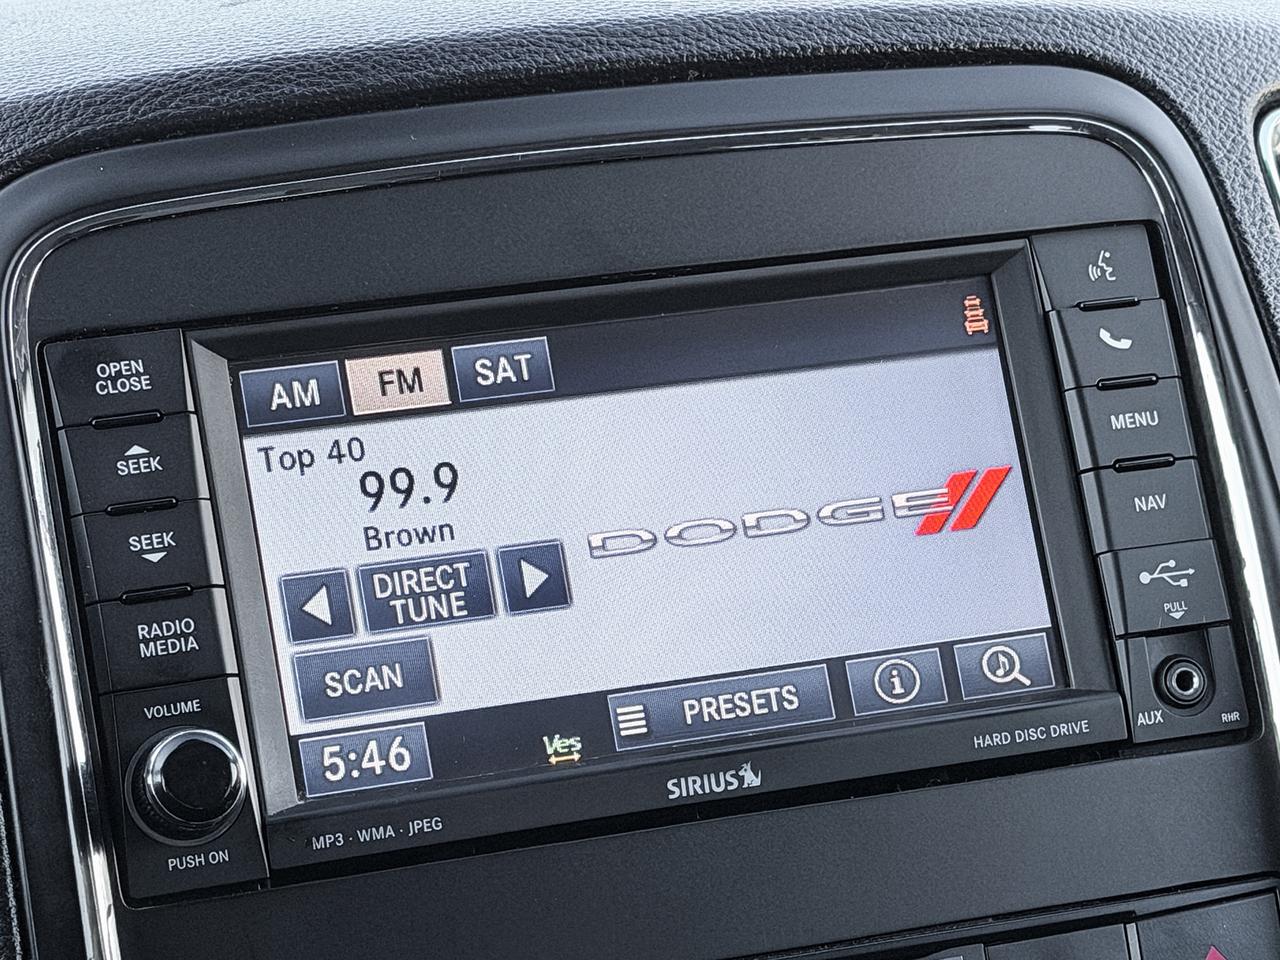 OPEN
CLOSE
SEEK
SEEK
RADIO
MEDIA
VOLUME
PUSH ON
AM FM SAT
Top 40
99.9
Brown
DIRECT
TUNE
SCAN
DODGE
PRESETS
i
5:46
Ves
MP3 · WMA · JPEG
SIRIUS
HARD DISC DRIVE
MENU
NAV
PULL
AUX
RHR